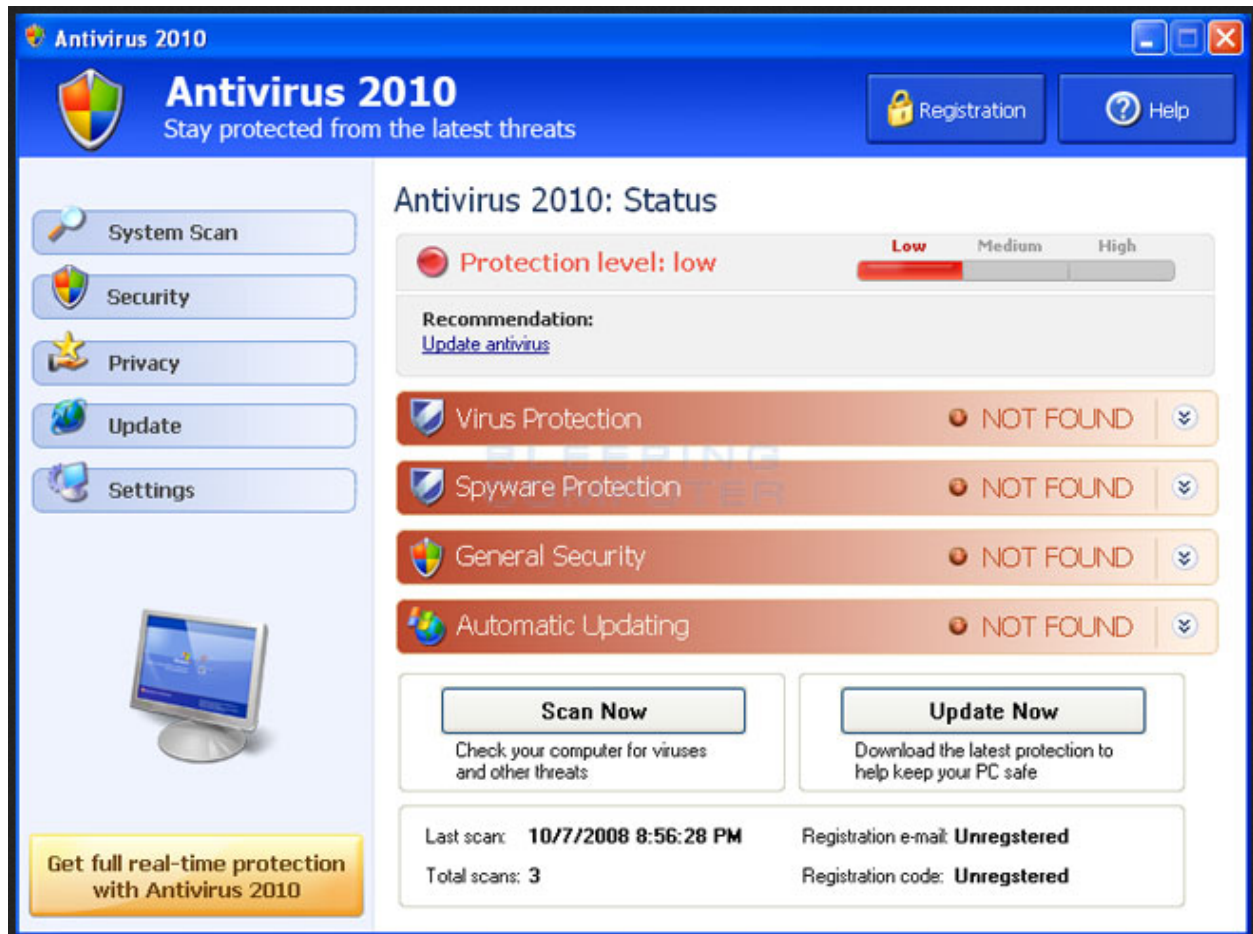 Antivirus 2010
Antivirus 2010
Stay protected from the latest threats
Registration
Help
System Scan
Security
Privacy
Update
Settings
Get full real-time protection
with Antivirus 2010
Antivirus 2010: Status
Protection level: low
Low Medium High
Recommendation:
Update antivirus
Virus Protection NOT FOUND
BLEEPING
COMPUTER
Spyware Protection NOT FOUND
General Security NOT FOUND
Automatic Updating NOT FOUND
Scan Now
Check your computer for viruses
and other threats
Update Now
Download the latest protection to
help keep your PC safe
Last scan: 10/7/2008 8:56:28 PM
Registration e-mail: Unregstered
Total scans: 3
Registration code: Unregstered